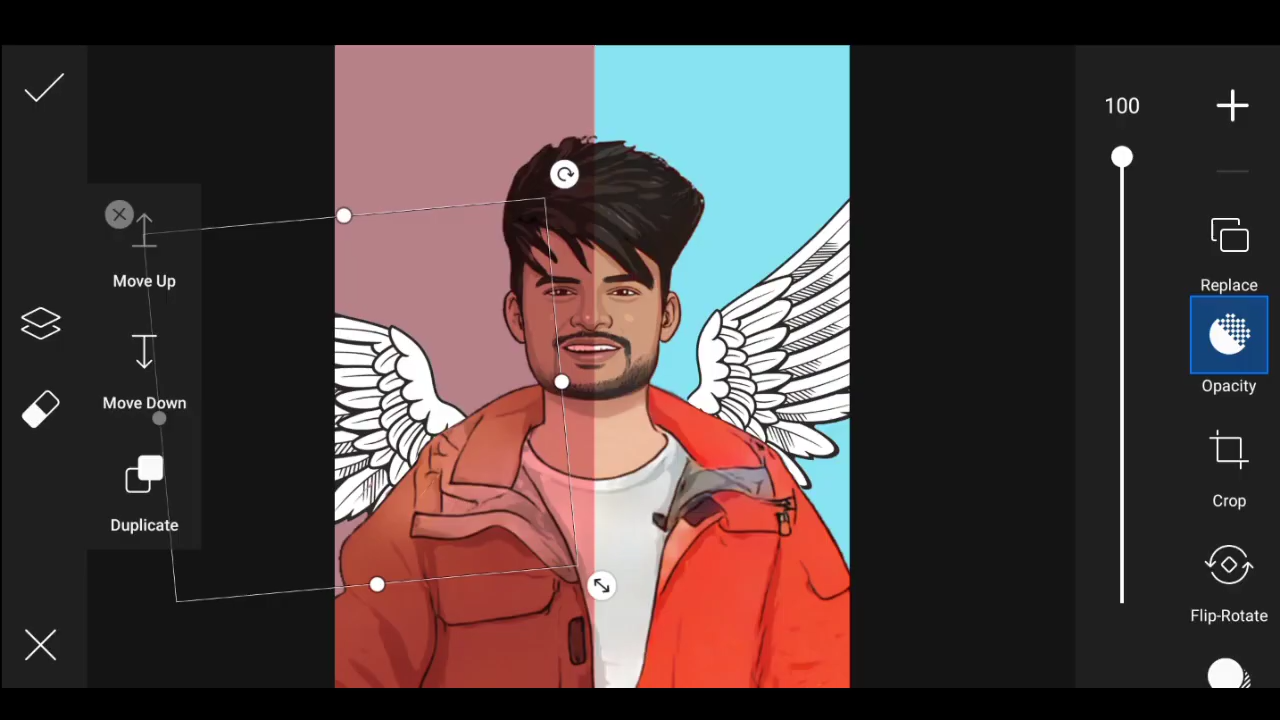 100
Move Up
Replace
Opacity
Move Down
Crop
Duplicate
Flip-Rotate